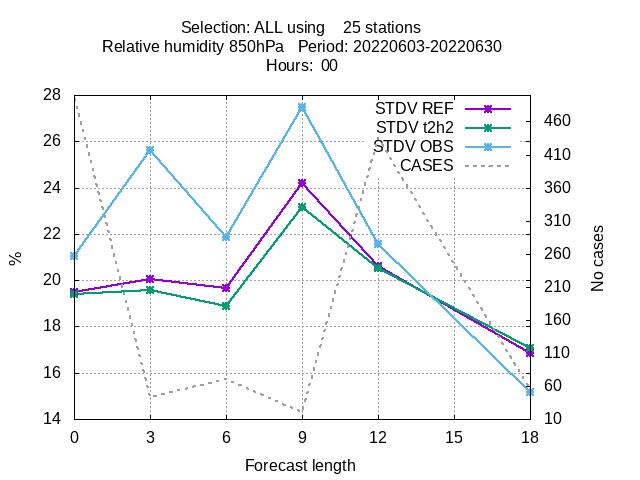 Selection: ALL using    25 stations
Relative humidity 850hPa   Period: 20220603-20220630
Hours:  00
STDV REF
STDV t2h2
STDV OBS
CASES
28
26
24
22
20
18
16
14
%
460
410
360
310
260
210
160
110
60
10
No cases
0 3 6 9 12 15 18
Forecast length